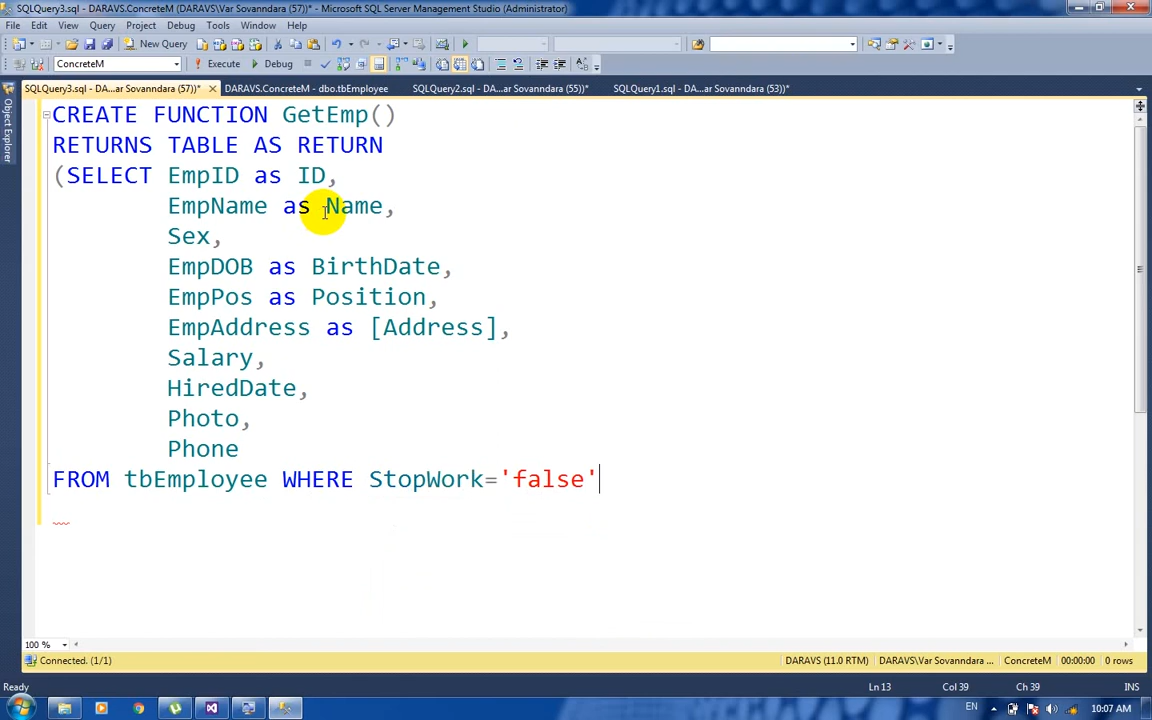 SQLQuery3.sql - DARAVS.ConcreteM (DARAVS\Var Sovanndara (57))* - Microsoft SQL Server Management Studio (Administrator)
File Edit View Query Project Debug Tools Window Help
New Query
ConcreteM Execute Debug
SQLQuery3.sql - DA...ar Sovanndara (57))* DARAVS.ConcreteM - dbo.tbEmployee SQLQuery2.sql - DA...ar Sovanndara (55))* SQLQuery1.sql - DA...ar Sovanndara (53))*
Object Explorer
CREATE FUNCTION GetEmp()
RETURNS TABLE AS RETURN
(SELECT EmpID as ID,
EmpName as Name,
Sex,
EmpDOB as BirthDate,
EmpPos as Position,
EmpAddress as [Address],
Salary,
HiredDate,
Photo,
Phone
FROM tbEmployee WHERE StopWork='false'
100 %
Connected. (1/1) DARAVS (11.0 RTM) DARAVS\Var Sovanndara ... ConcreteM 00:00:00 0 rows
Ready Ln 13 Col 39 Ch 39 INS
EN 10:07 AM